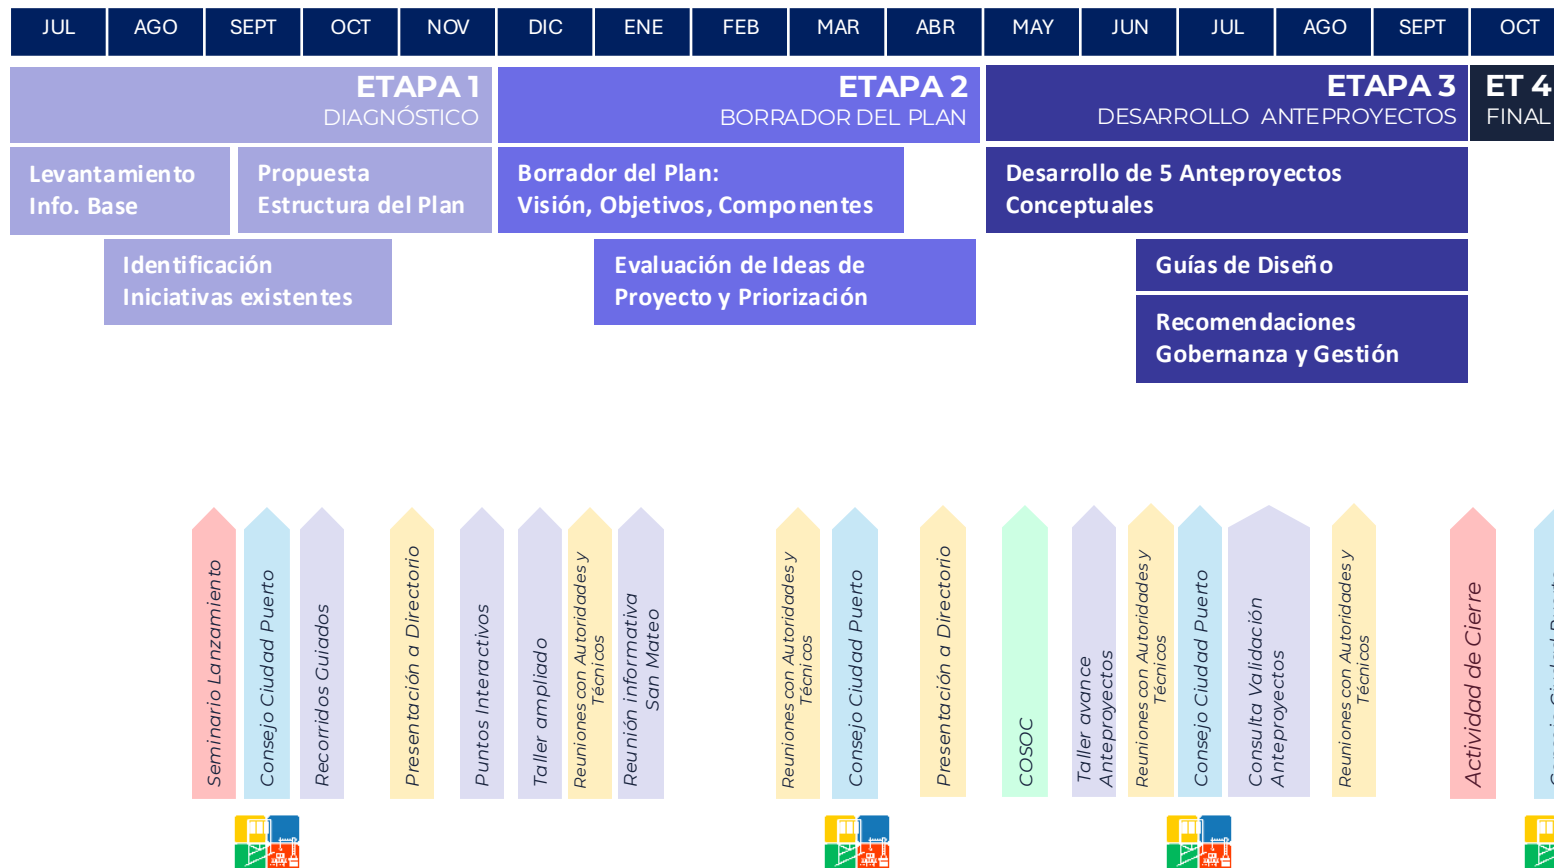 JUL AGO SEPT OCT NOV DIC ENE FEB MAR ABR MAY JUN JUL AGO SEPT OCT
ETAPA 1
DIAGNÓSTICO
ETAPA 2
BORRADOR DEL PLAN
ETAPA 3
DESARROLLO ANTEPROYECTOS
ET 4
FINAL
Levantamiento
Info. Base
Propuesta
Estructura del Plan
Borrador del Plan:
Visión, Objetivos, Componentes
Desarrollo de 5 Anteproyectos
Conceptuales
Identificación
Iniciativas existentes
Evaluación de Ideas de
Proyecto y Priorización
Guías de Diseño
Recomendaciones
Gobernanza y Gestión
Seminario Lanzamiento
Consejo Ciudad Puerto
Recorridos Guiados
Presentación a Directorio
Puntos Interactivos
Taller ampliado
Reuniones con Autoridades y
Técnicos
Reunión informativa
San Mateo
Reuniones con Autoridades y
Técnicos
Consejo Ciudad Puerto
Presentación a Directorio
COSOC
Taller avance
Anteproyectos
Reuniones con Autoridades y
Técnicos
Consejo Ciudad Puerto
Consulta Validación
Anteproyectos
Reuniones con Autoridades y
Técnicos
Actividad de Cierre